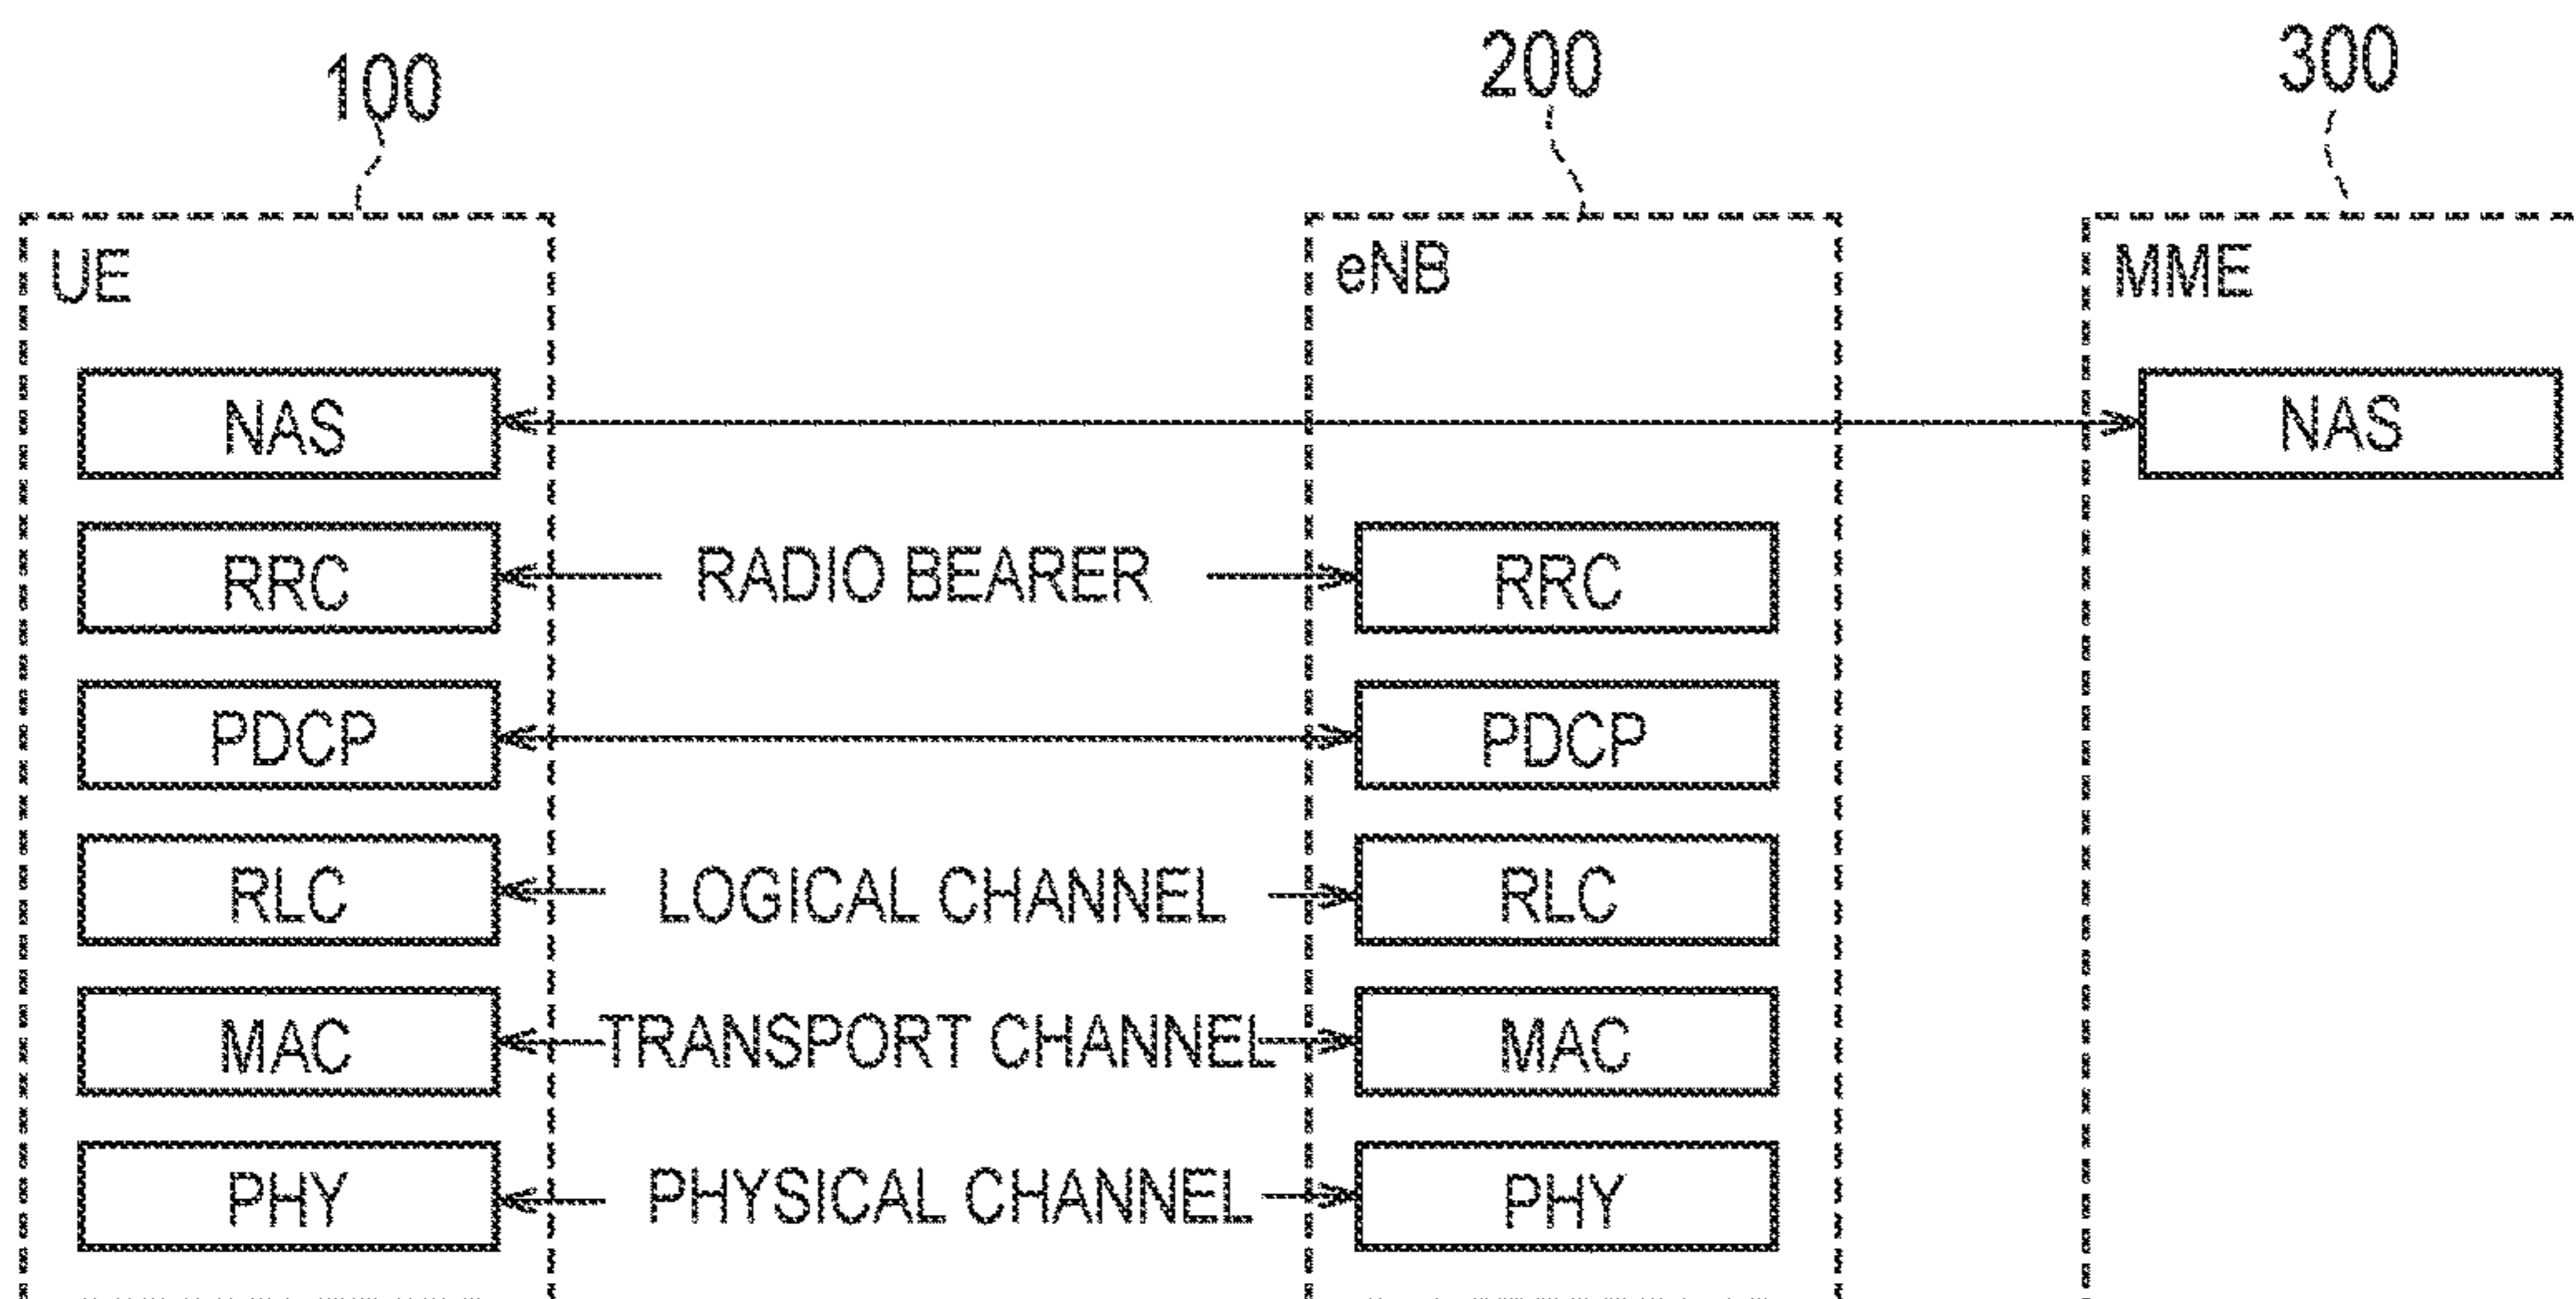 100 200 300
UE eNB MME
NAS NAS
RRC RADIO BEARER RRC
PDCP PDCP
RLC LOGICAL CHANNEL RLC
MAC TRANSPORT CHANNEL MAC
PHY PHYSICAL CHANNEL PHY